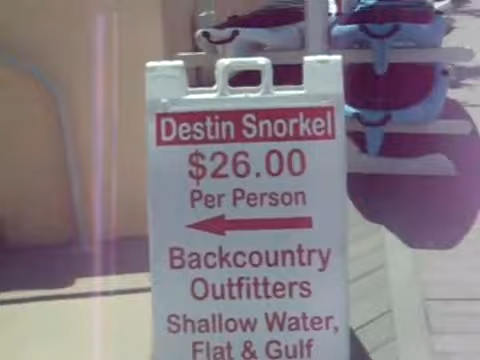 Destin Snorkel
$26.00
Per Person
Backcountry
Outfitters
Shallow Water,
Flat & Gulf